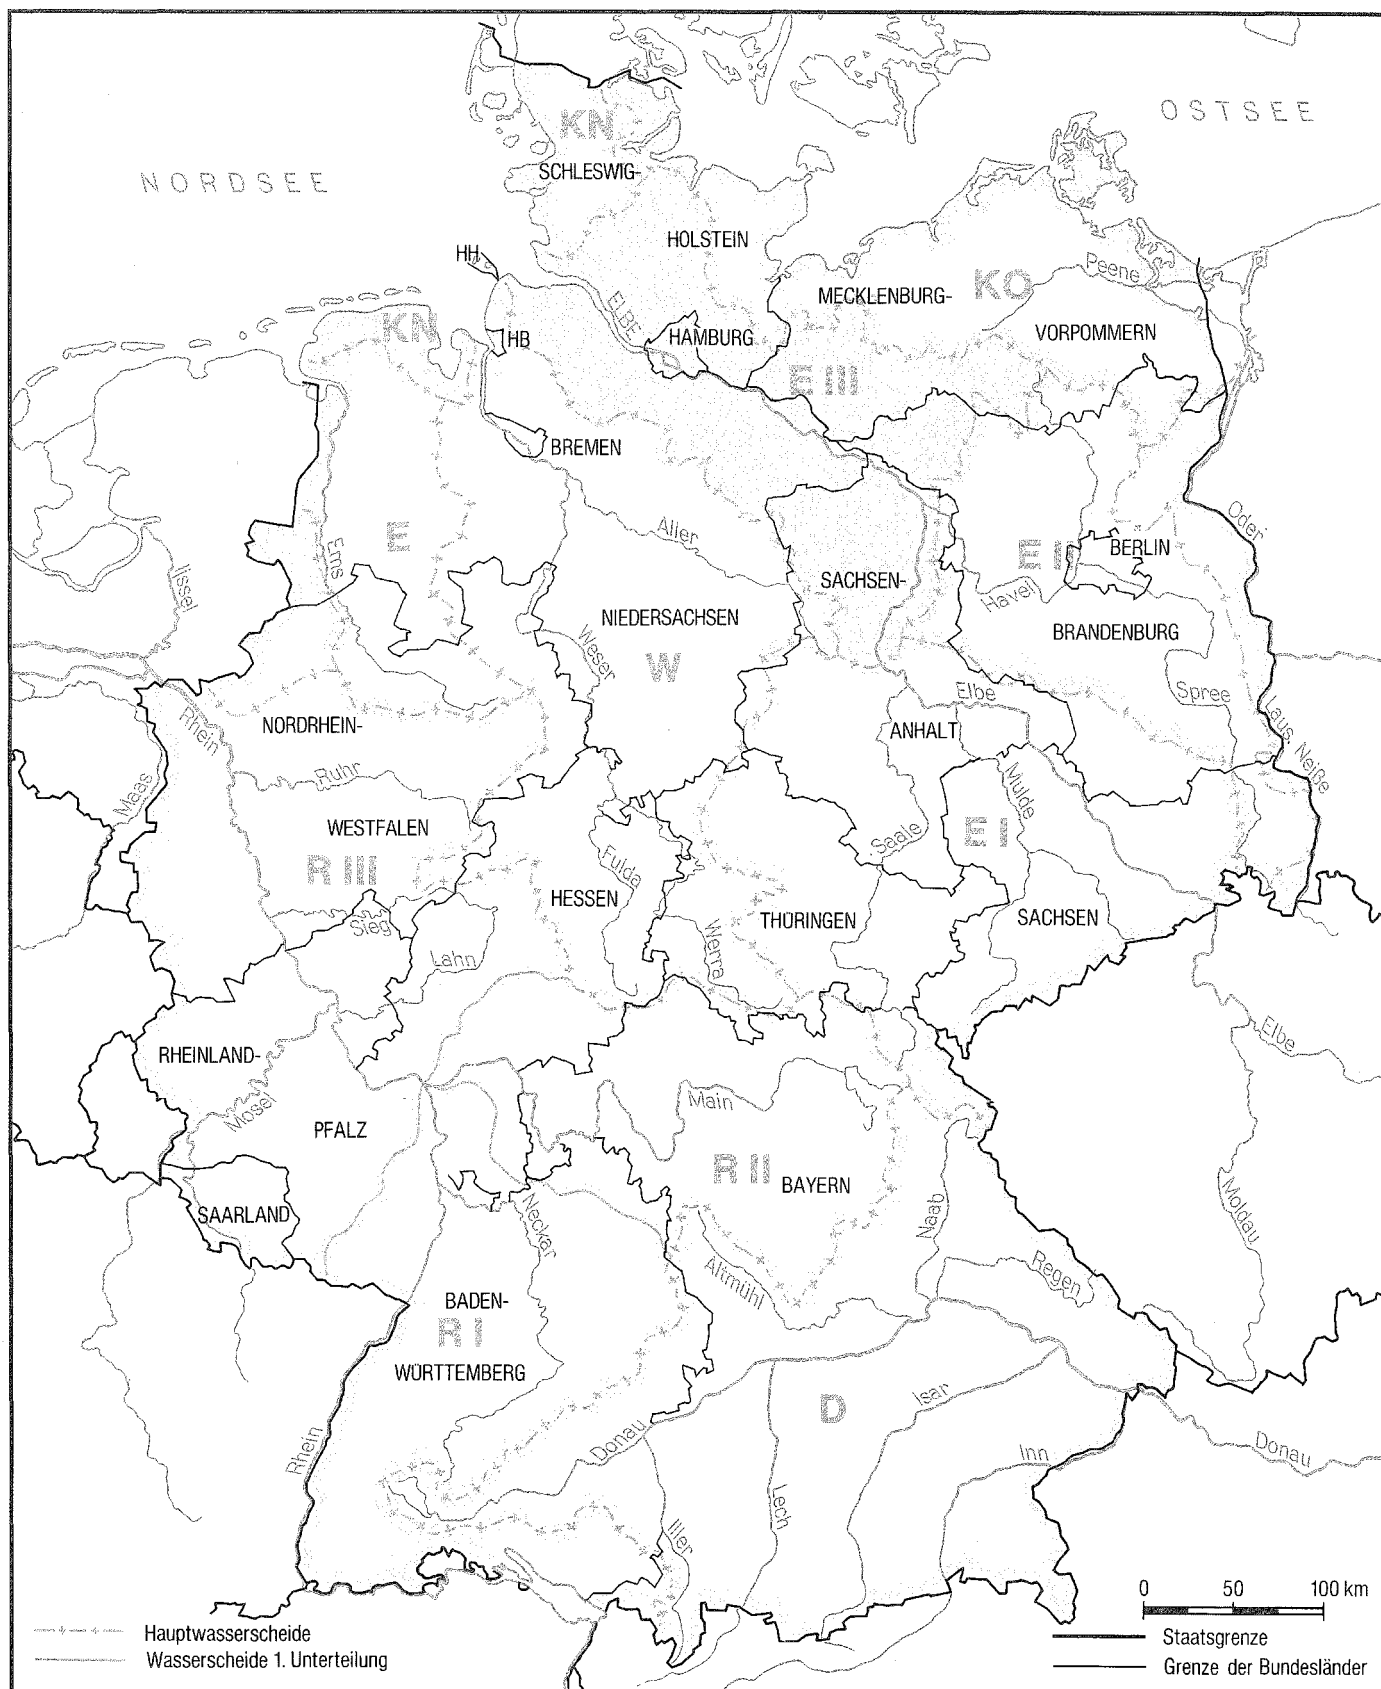 OSTSEE
KN
SCHLESWIG-
NORDSEE
HOLSTEIN
HH
Peene
KO
MECKLENBURG-
ELBE
KN
HB
HAMBURG
VORPOMMERN
E III
BREMEN
Oder
Aller
E
Ems
E II
BERLIN
Ijssel
SACHSEN-
Havel
NIEDERSACHSEN
BRANDENBURG
Weser
W
Elbe
Spree
Rhein
NORDRHEIN-
ANHALT
Laus. Neiße
Ruhr
Maas
Mulde
WESTFALEN
E I
Saale
R III
Fulda
HESSEN
THÜRINGEN
SACHSEN
Sieg
Lahn
Werra
Elbe
RHEINLAND-
Mosel
Main
PFALZ
R II
BAYERN
SAARLAND
Neckar
Naab
Moldau
Altmühl
Regen
BADEN-
R I
WÜRTTEMBERG
D
Isar
Donau
Rhein
Inn
Donau
Lech
Iller
0 50 100 km
Hauptwasserscheide
Wasserscheide 1. Unterteilung
Staatsgrenze
Grenze der Bundesländer